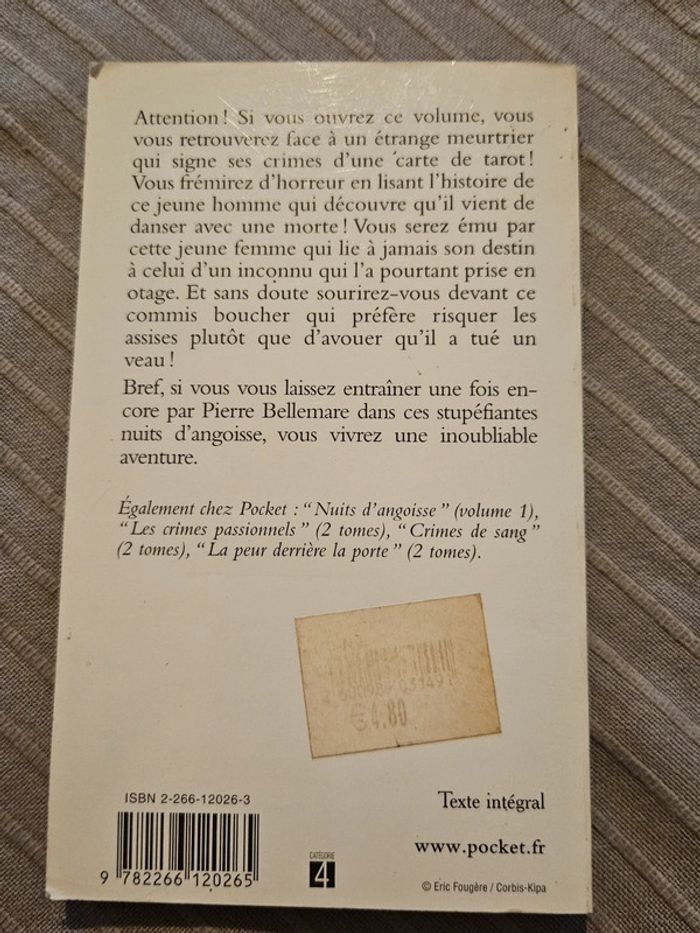 Attention! Si vous ouvrez ce volume, vous
vous retrouverez face à un étrange meurtrier
qui signe ses crimes d'une carte de tarot!
Vous frémirez d'horreur en lisant l'histoire de
ce jeune homme qui découvre qu'il vient de
danser avec une morte! Vous serez ému par
cette jeune femme qui lie à jamais son destin
à celui d'un inconnu qui l'a pourtant prise en
otage. Et sans doute sourirez-vous devant ce
commis boucher qui préfère risquer les
assises plutôt que d'avouer qu'il a tué un
veau!
Bref, si vous vous laissez entraîner une fois en-
core par Pierre Bellemare dans ces stupéfiantes
nuits d'angoisse, vous vivrez une inoubliable
aventure.
Également chez Pocket : “Nuits d'angoisse” (volume 1),
“Les crimes passionnels” (2 tomes), “Crimes de sang”
(2 tomes), “La peur derrière la porte” (2 tomes).
€4.80
ISBN 2-266-12026-3
9 782266 120265
CATÉGORIE
4
Texte intégral
www.pocket.fr
© Eric Fougère / Corbis-Kipa